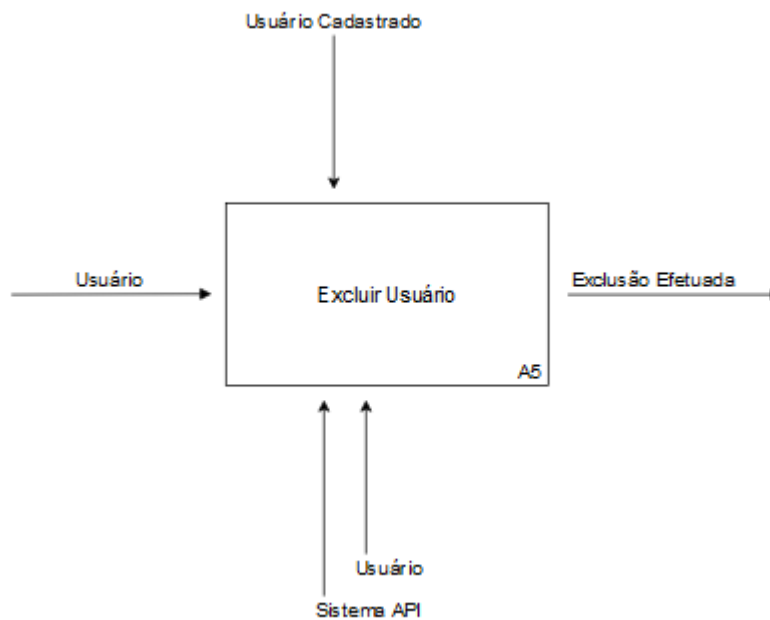 Usuário Cadastrado
Usuário
Excluir Usuário
Exclusão Efetuada
A5
Usuário
Sistema API